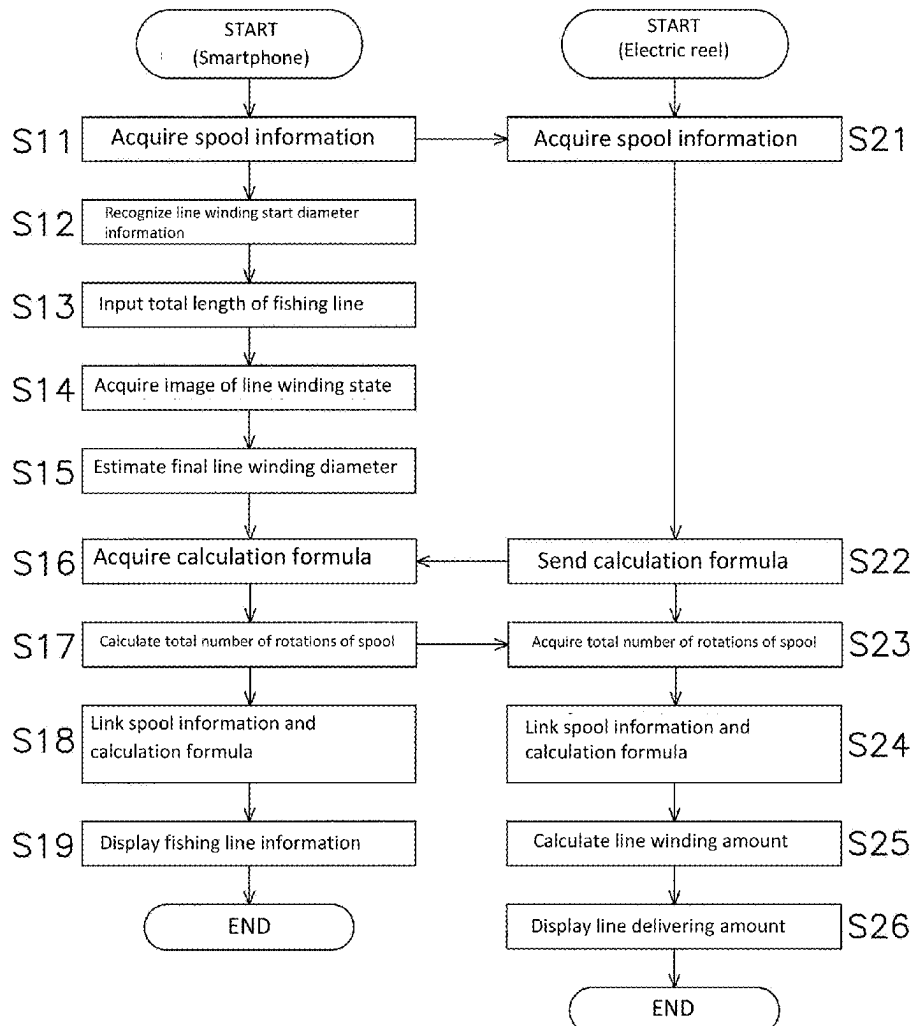 START
(Smartphone)
START
(Electric reel)
S11
Acquire spool information
Acquire spool information
S21
S12
Recognize line winding start diameter
information
S13
Input total length of fishing line
S14
Acquire image of line winding state
S15
Estimate final line winding diameter
S16
Acquire calculation formula
Send calculation formula
S22
S17
Calculate total number of rotations of spool
Acquire total number of rotations of spool
S23
S18
Link spool information and
calculation formula
Link spool information and
calculation formula
S24
S19
Display fishing line information
Calculate line winding amount
S25
END
Display line delivering amount
S26
END